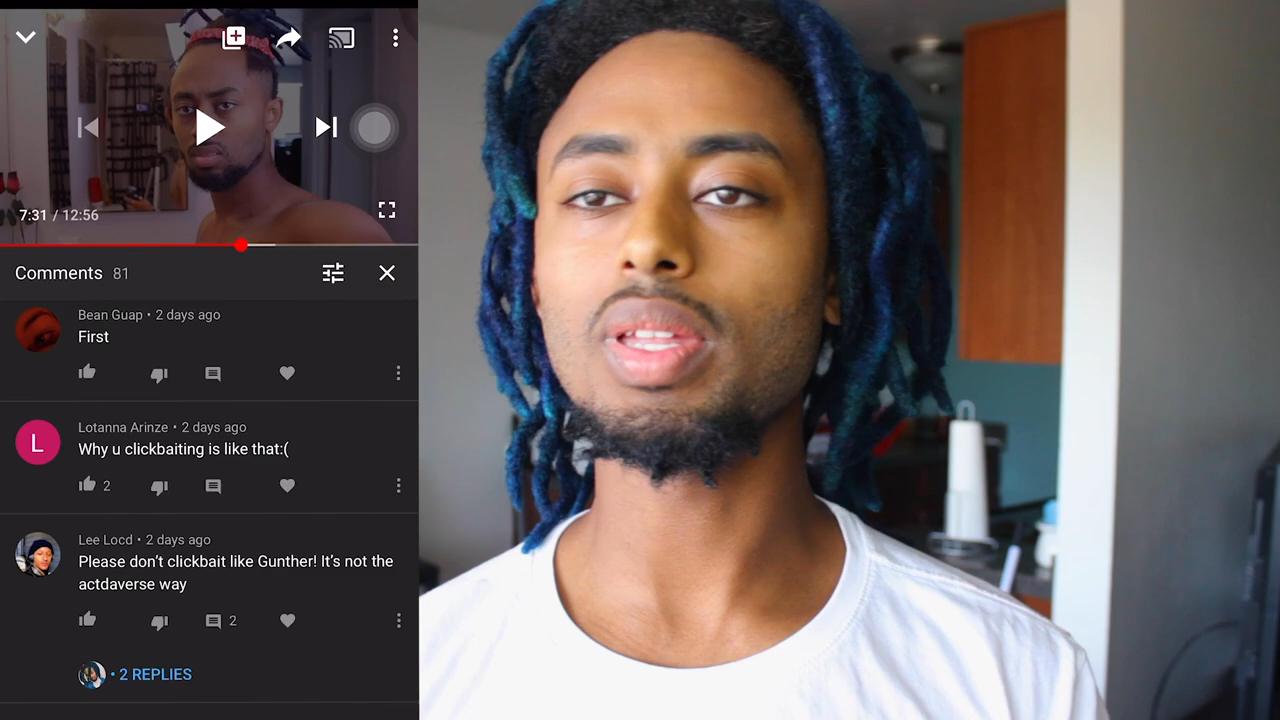 7:31 / 12:56
Comments 81
Bean Guap • 2 days ago
First
L
Lotanna Arinze • 2 days ago
Why u clickbaiting is like that:(
2
Lee Locd • 2 days ago
Please don’t clickbait like Gunther! It’s not the
actdaverse way
2
• 2 REPLIES